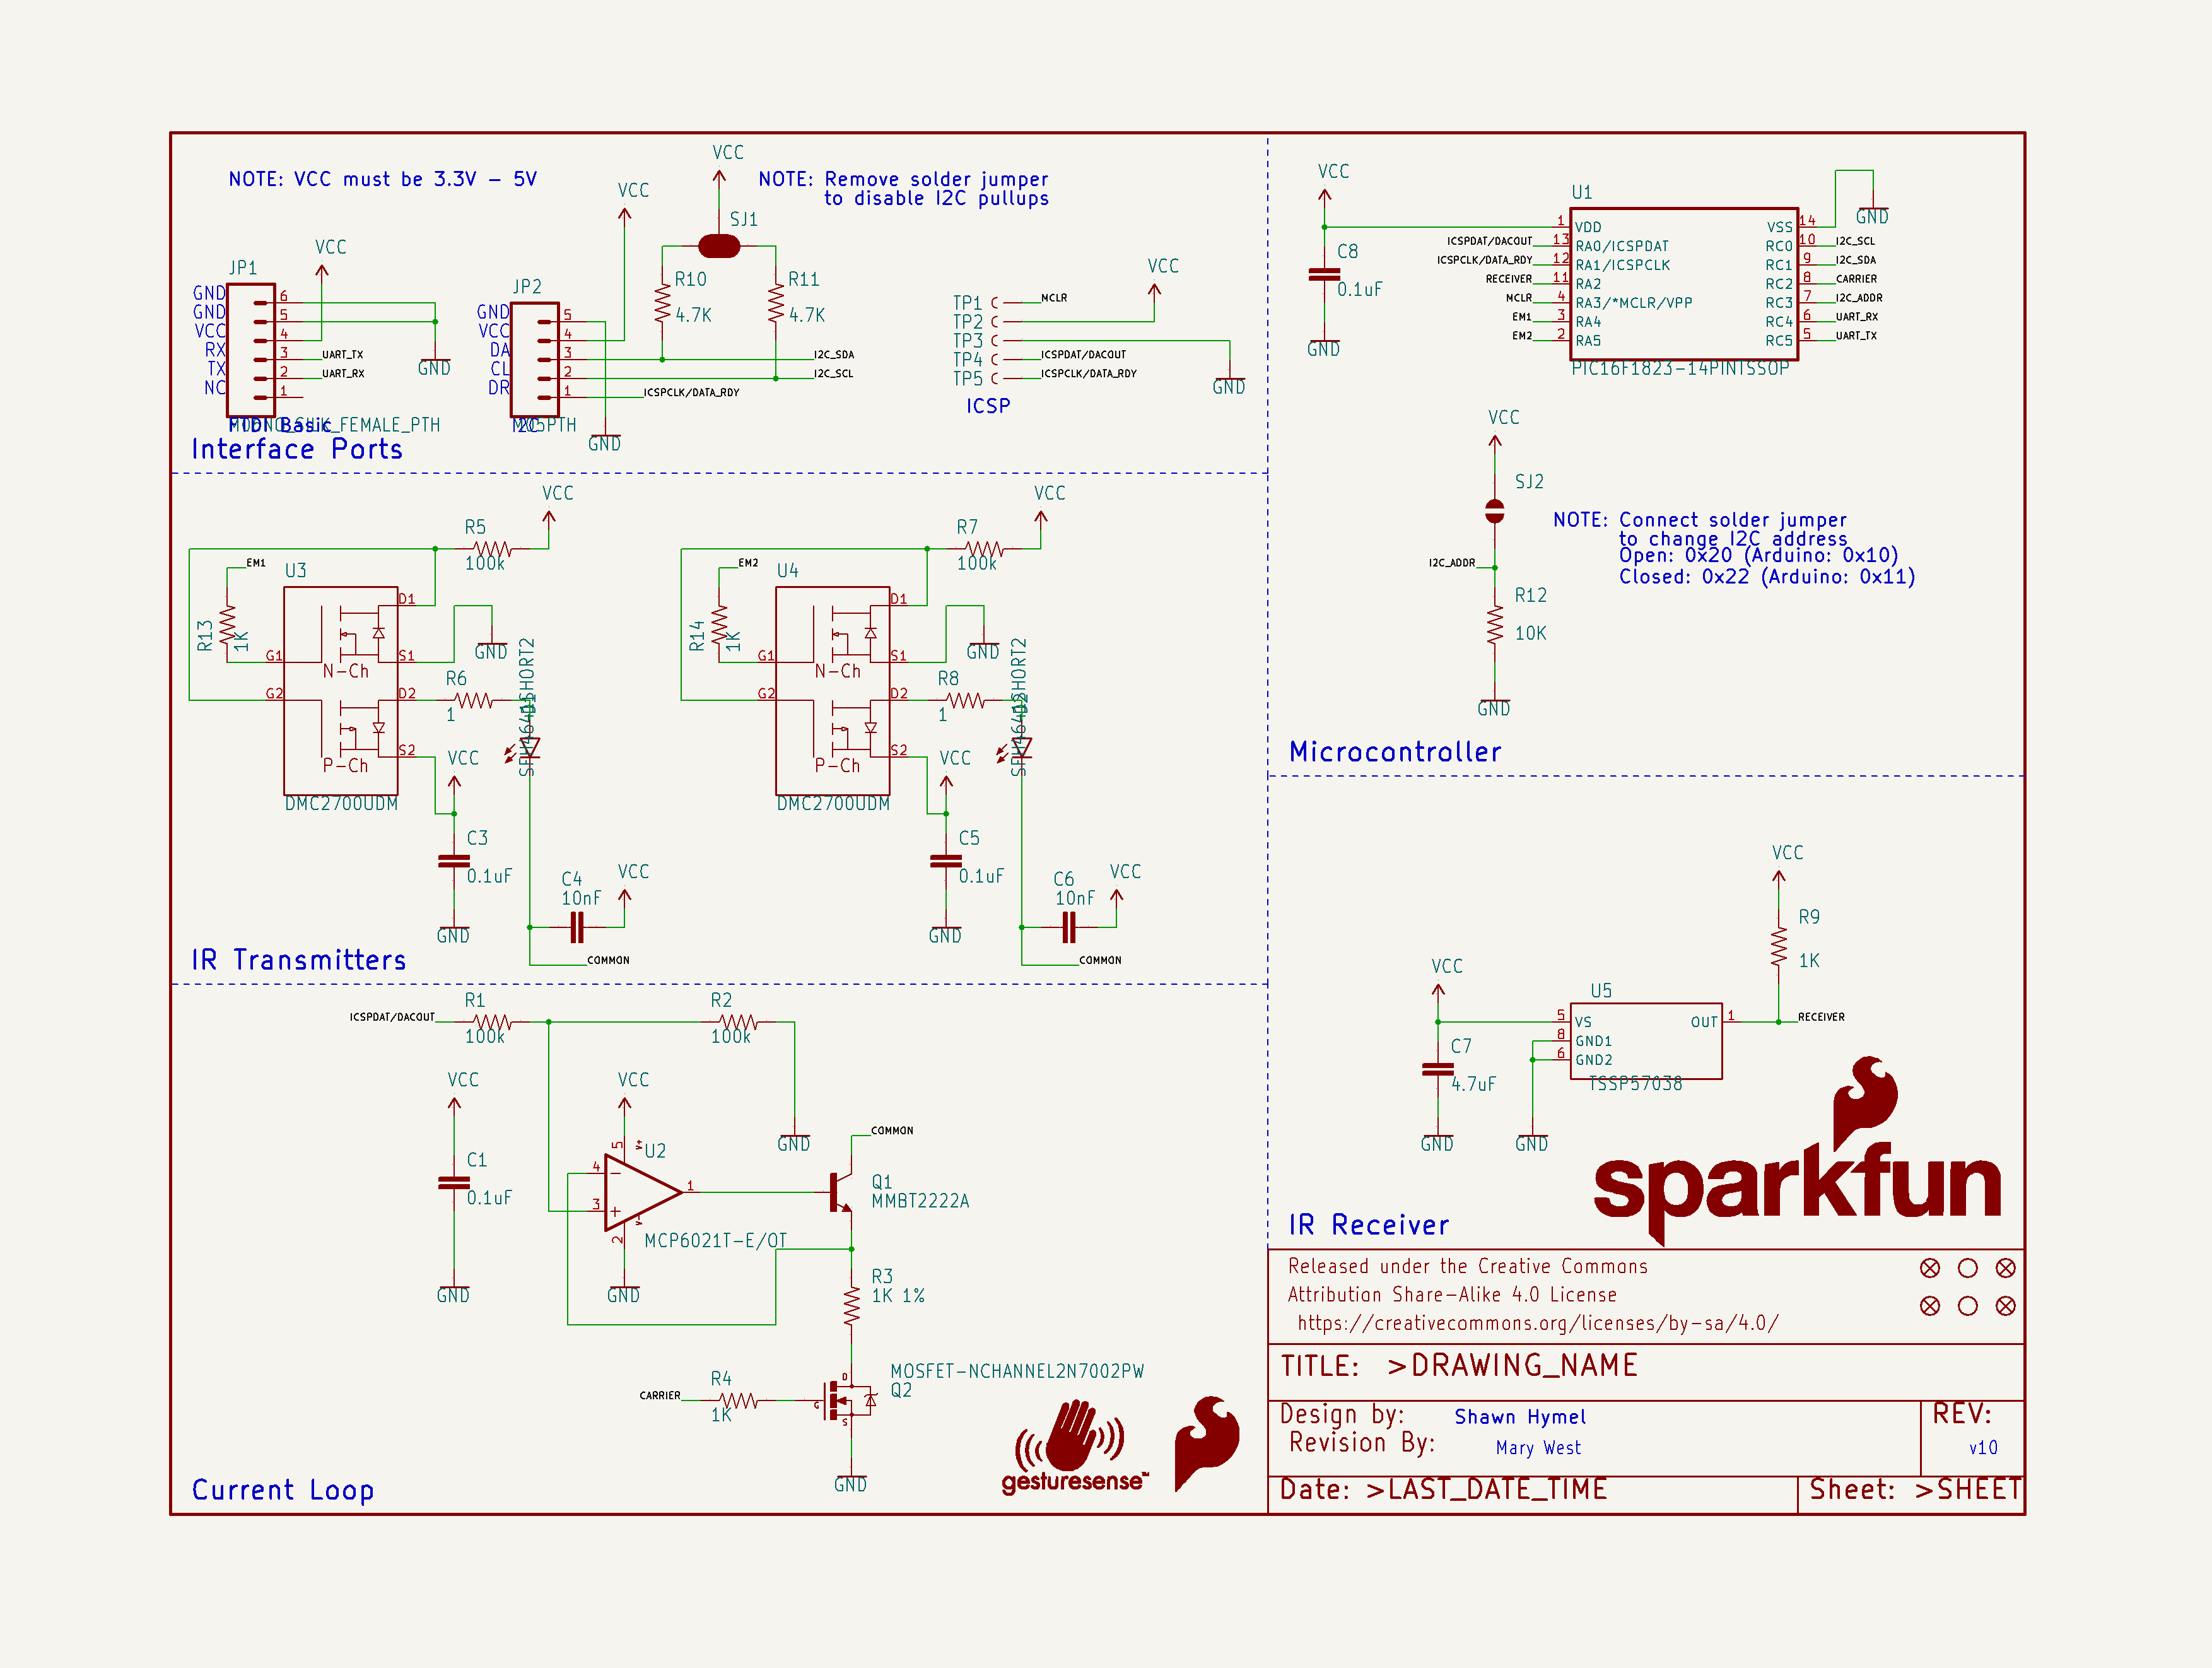 NOTE: VCC must be 3.3V - 5V
VCC
NOTE: Remove solder jumper
to disable I2C pullups
SJ1
VCC
VCC
JP1
GND
GND
VCC
RX
TX
NC
6
5
4
3
2
1
UART_TX
UART_RX
GND
FTDI Basic
JP2
GND
VCC
DA
CL
DR
5
4
3
2
1
R10
4.7K
R11
4.7K
I2C_SDA
I2C_SCL
ICSPCLK/DATA_RDY
GND
I2C
VCC
TP1
TP2
TP3
TP4
TP5
MCLR
ICSPDAT/DACOUT
ICSPCLK/DATA_RDY
GND
ICSP
Interface Ports
VCC
C8
0.1uF
GND
U1
GND
ICSPDAT/DACOUT
ICSPCLK/DATA_RDY
RECEIVER
MCLR
EM1
EM2
1 VDD
13 RA0/ICSPDAT
12 RA1/ICSPCLK
11 RA2
4 RA3/*MCLR/VPP
3 RA4
2 RA5
VSS 14
RC0 10 I2C_SCL
RC1 9 I2C_SDA
RC2 8 CARRIER
RC3 7 I2C_ADDR
RC4 6 UART_RX
RC5 5 UART_TX
PIC16F1823-14PINTSSOP
VCC
SJ2
NOTE: Connect solder jumper
to change I2C address
Open: 0x20 (Arduino: 0x10)
Closed: 0x22 (Arduino: 0x11)
I2C_ADDR
R12
10K
GND
Microcontroller
VCC
R5
100k
EM1
U3
R13
1K
D1
G1
S1
N-Ch
GND
G2
D2
R6
1
S2
P-Ch
VCC
DMC2700UDM
C3
0.1uF
GND
C4
10nF
VCC
COMMON
VCC
R7
100k
EM2
U4
R14
1K
D1
G1
S1
N-Ch
GND
G2
D2
R8
1
S2
P-Ch
VCC
DMC2700UDM
C5
0.1uF
GND
C6
10nF
VCC
COMMON
IR Transmitters
ICSPDAT/DACOUT
R1
100k
R2
100k
GND
VCC
C1
0.1uF
GND
VCC
5 V+
U2
4
3
1
2 V-
MCP6021T-E/OT
GND
COMMON
Q1
MMBT2222A
R3
1K 1%
CARRIER
R4
1K
D
G
S
MOSFET-NCHANNEL2N7002PW
Q2
GND
gesturesense™
Current Loop
VCC
R9
1K
VCC
C7
4.7uF
GND
U5
5 VS
8 GND1
6 GND2
OUT 1
RECEIVER
TSSP57038
GND
sparkfun
IR Receiver
Released under the Creative Commons
Attribution Share-Alike 4.0 License
https://creativecommons.org/licenses/by-sa/4.0/
TITLE: >DRAWING_NAME
Design by: Shawn Hymel
Revision By: Mary West
REV:
v10
Date: >LAST_DATE_TIME
Sheet: >SHEET